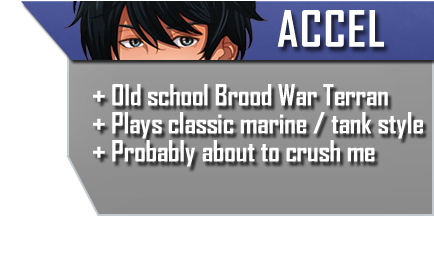 ACCEL
+ Old school Brood War Terran
+ Plays classic marine / tank style
+ Probably about to crush me